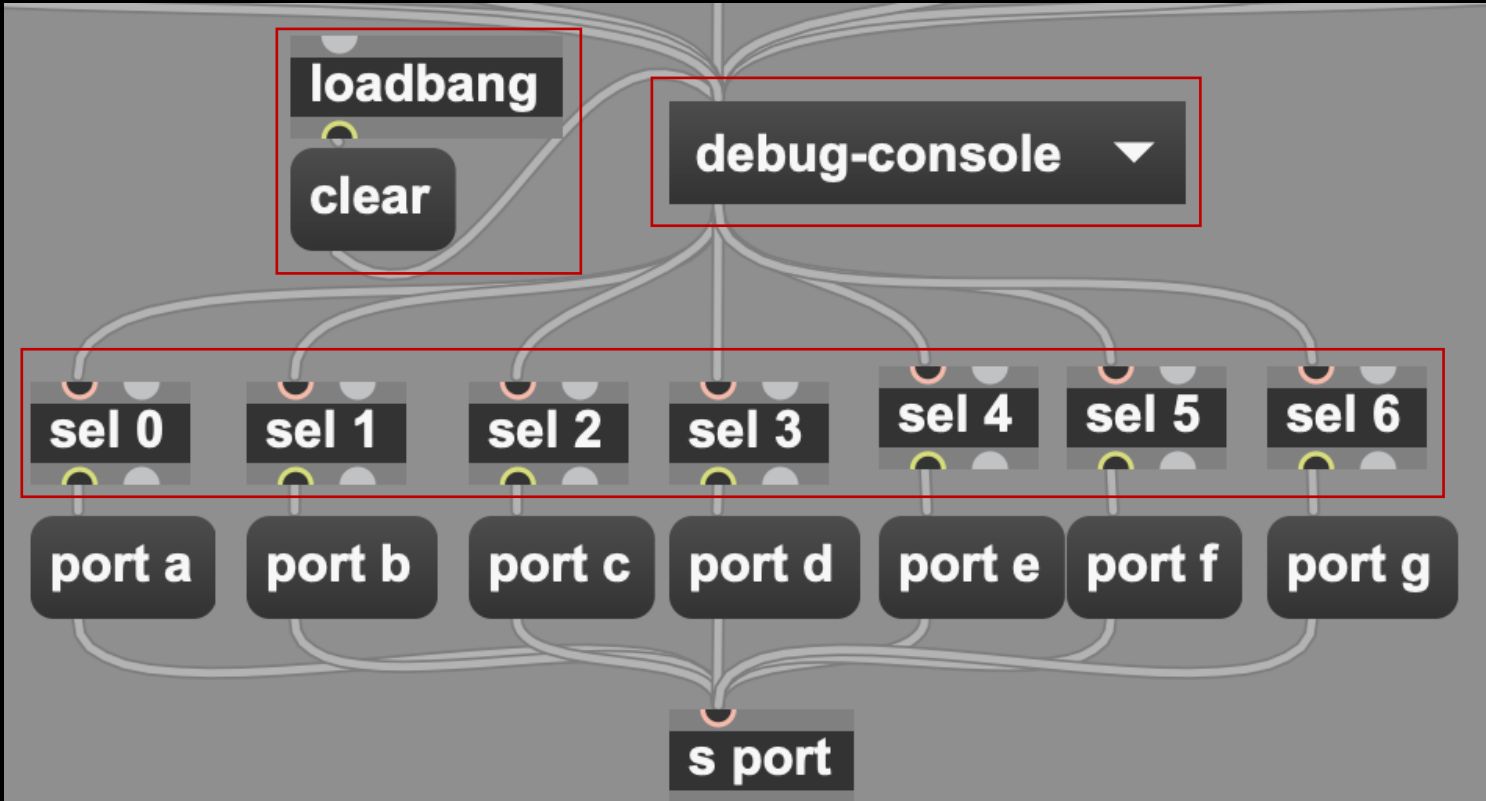 loadbang
clear
debug-console
sel 0
sel 1
sel 2
sel 3
sel 4
sel 5
sel 6
port a
port b
port c
port d
port e
port f
port g
s port